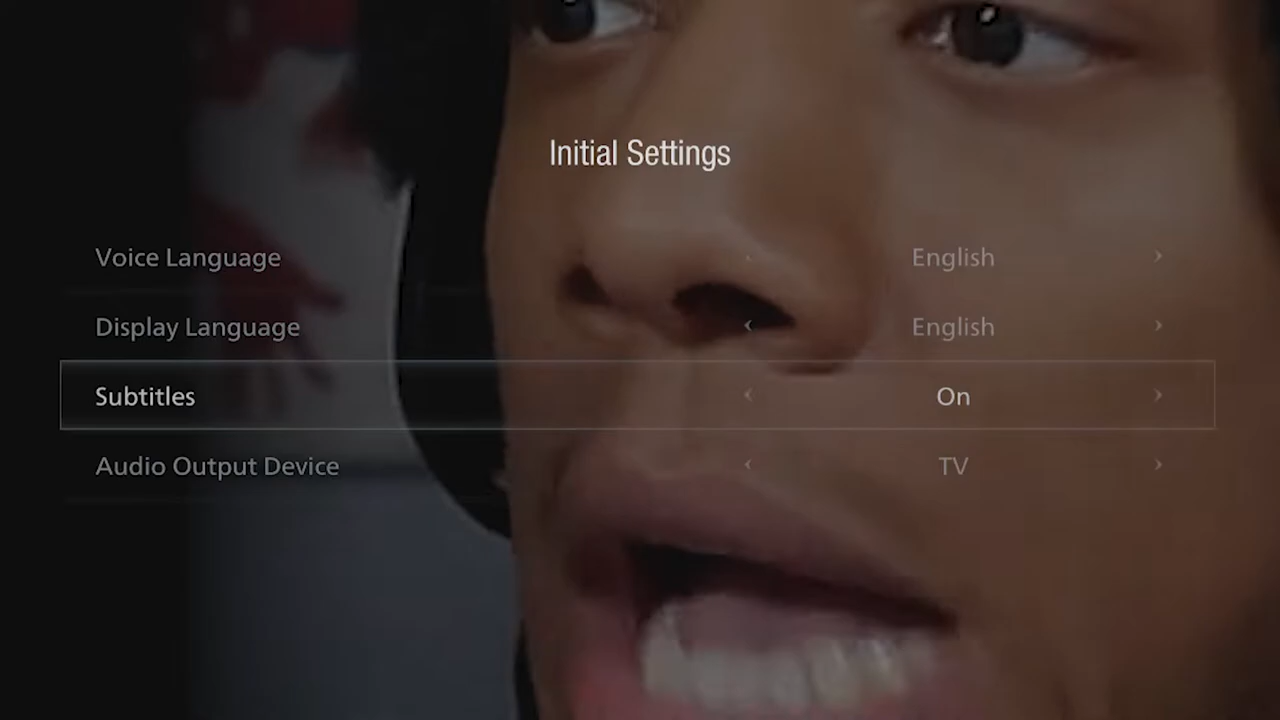 Initial Settings
Voice Language English
Display Language English
Subtitles On
Audio Output Device TV